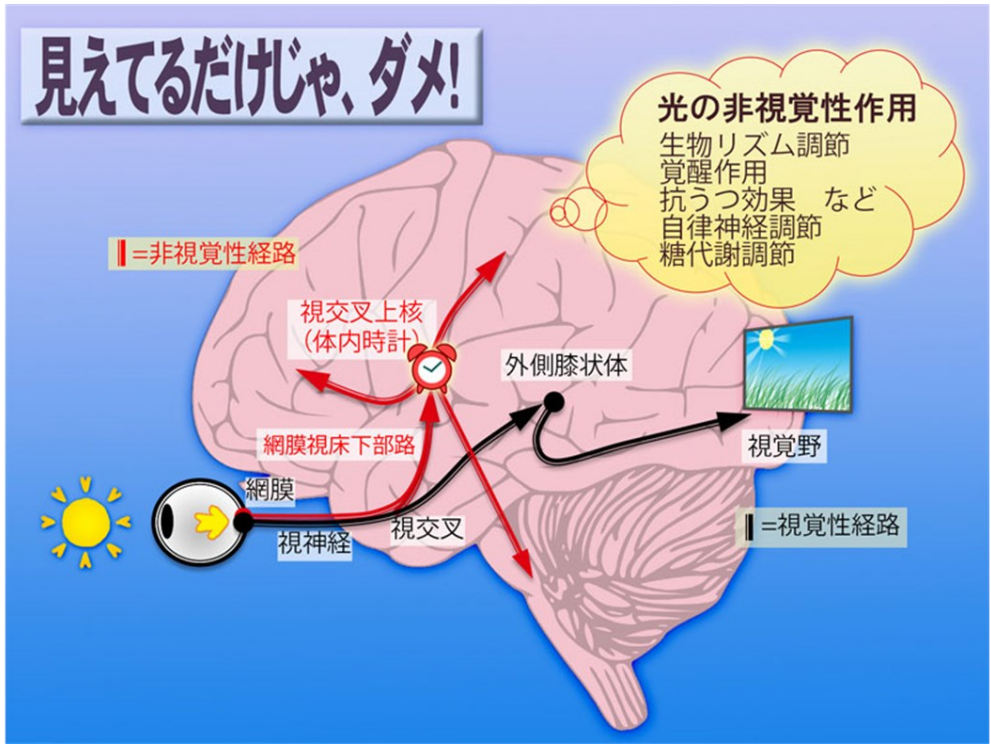 見えてるだけじゃ、ダメ!
光の非視覚性作用
生物リズム調節
覚醒作用
抗うつ効果　など
自律神経調節
糖代謝調節
=非視覚性経路
視交叉上核
（体内時計）
外側膝状体
網膜視床下部路
視覚野
網膜
視神経
視交叉
=視覚性経路